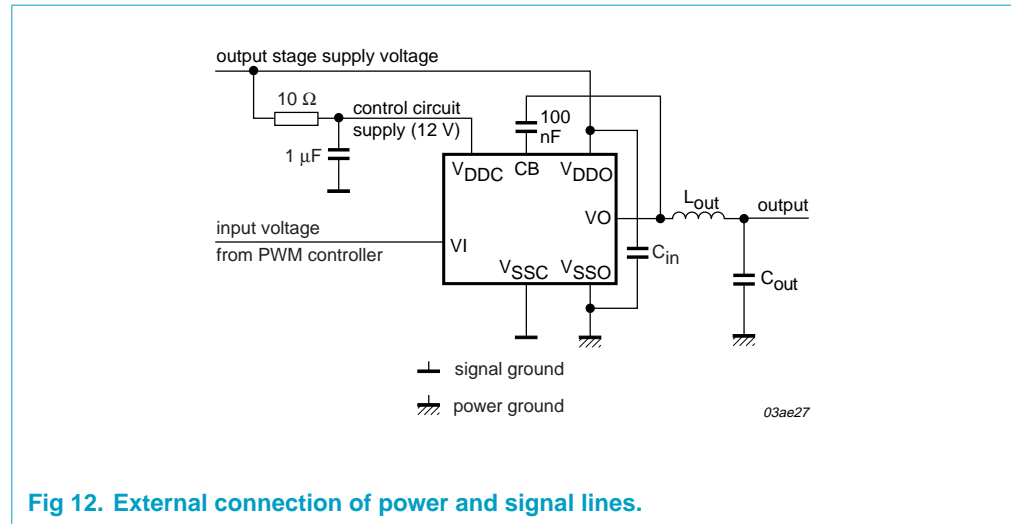 output stage supply voltage
10 Ω
control circuit
supply (12 V)
100
nF
1 μF
VDDC CB VDDO
VO
Lout
output
input voltage
from PWM controller
VI
Cin
VSSC VSSO
Cout
signal ground
power ground
03ae27
Fig 12. External connection of power and signal lines.